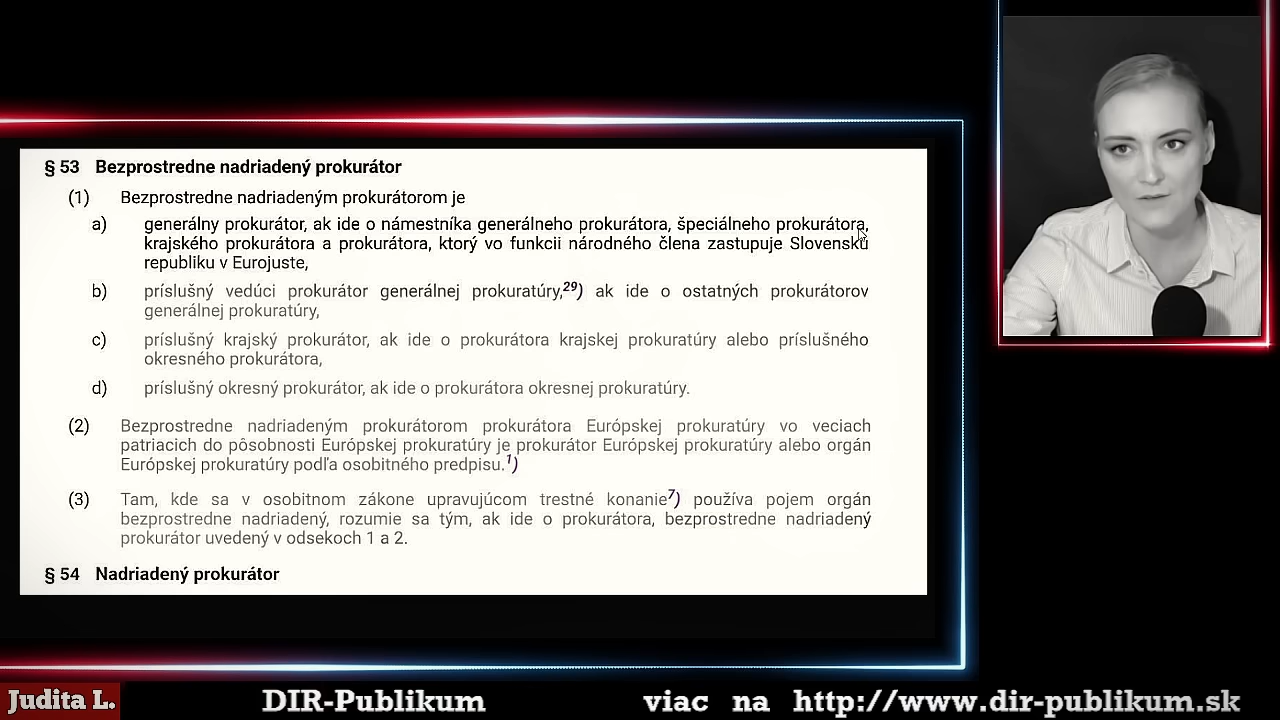 § 53 Bezprostredne nadriadený prokurátor
(1) Bezprostredne nadriadeným prokurátorom je
a) generálny prokurátor, ak ide o námestníka generálneho prokurátora, špeciálneho prokurátora,
krajského prokurátora a prokurátora, ktorý vo funkcii národného člena zastupuje Slovenskú
republiku v Eurojuste,
b) príslušný vedúci prokurátor generálnej prokuratúry,29) ak ide o ostatných prokurátorov
generálnej prokuratúry,
c) príslušný krajský prokurátor, ak ide o prokurátora krajskej prokuratúry alebo príslušného
okresného prokurátora,
d) príslušný okresný prokurátor, ak ide o prokurátora okresnej prokuratúry.
(2) Bezprostredne nadriadeným prokurátorom prokurátora Európskej prokuratúry vo veciach
patriacich do pôsobnosti Európskej prokuratúry je prokurátor Európskej prokuratúry alebo orgán
Európskej prokuratúry podľa osobitného predpisu.1)
(3) Tam, kde sa v osobitnom zákone upravujúcom trestné konanie7) používa pojem orgán
bezprostredne nadriadený, rozumie sa tým, ak ide o prokurátora, bezprostredne nadriadený
prokurátor uvedený v odsekoch 1 a 2.
§ 54 Nadriadený prokurátor
Judita L. DIR-Publikum viac na http://www.dir-publikum.sk